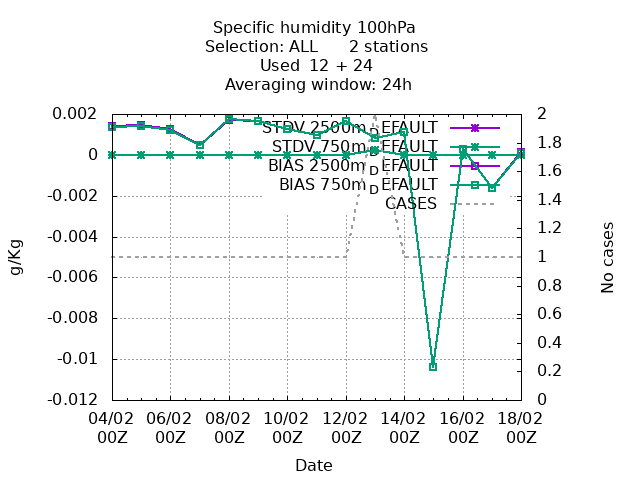 Specific humidity 100hPa
Selection: ALL 2 stations
Used 12 + 24
Averaging window: 24h
0.002
0
-0.002
-0.004
-0.006
-0.008
-0.01
-0.012
g/Kg
STDV 2500m DEFAULT
STDV 750m DEFAULT
BIAS 2500m DEFAULT
BIAS 750m DEFAULT
CASES
2
1.8
1.6
1.4
1.2
1
0.8
0.6
0.4
0.2
0
No cases
04/02 06/02 08/02 10/02 12/02 14/02 16/02 18/02
00Z 00Z 00Z 00Z 00Z 00Z 00Z 00Z
Date